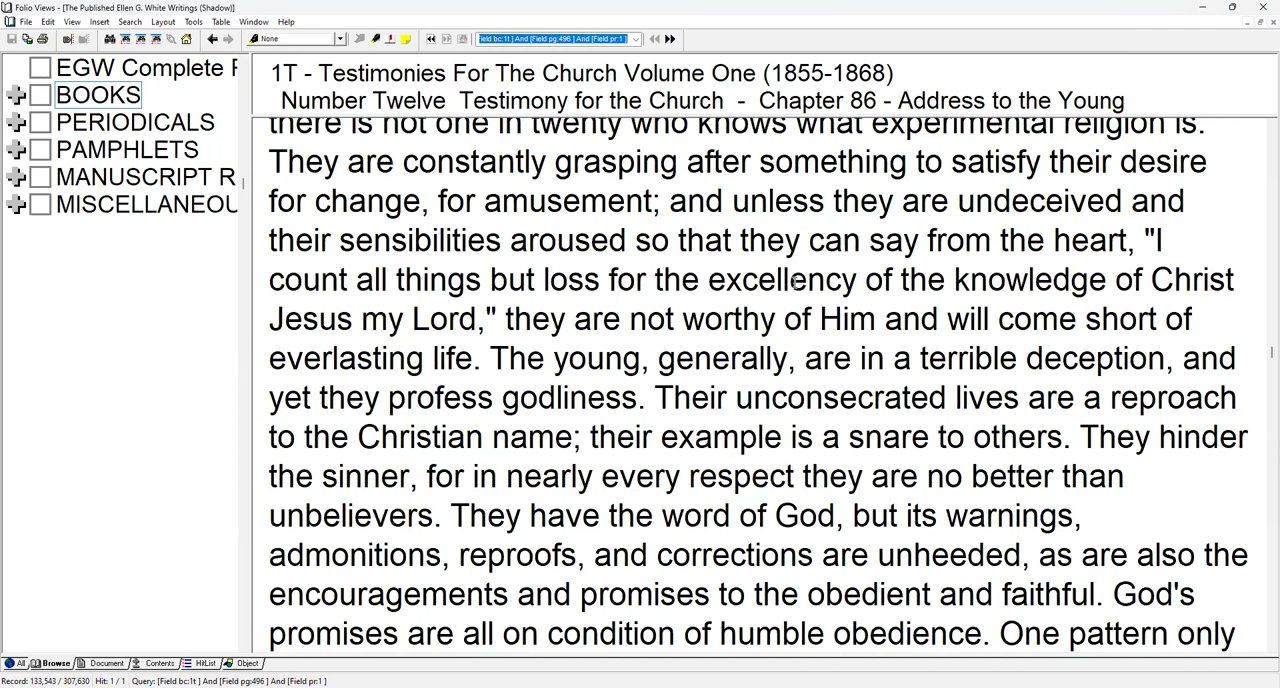 Folio Views - [The Published Ellen G. White Writings (Shadow)]
File Edit View Insert Search Layout Tools Table Window Help
None
ield bc:1t ] And [Field pg:496 ] And [Field pr:1 ]
EGW Complete P
BOOKS
PERIODICALS
PAMPHLETS
MANUSCRIPT R
MISCELLANEOU
1T - Testimonies For The Church Volume One (1855-1868)
Number Twelve Testimony for the Church - Chapter 86 - Address to the Young
there is not one in twenty who knows what experimental religion is.
They are constantly grasping after something to satisfy their desire
for change, for amusement; and unless they are undeceived and
their sensibilities aroused so that they can say from the heart, "I
count all things but loss for the excellency of the knowledge of Christ
Jesus my Lord," they are not worthy of Him and will come short of
everlasting life. The young, generally, are in a terrible deception, and
yet they profess godliness. Their unconsecrated lives are a reproach
to the Christian name; their example is a snare to others. They hinder
the sinner, for in nearly every respect they are no better than
unbelievers. They have the word of God, but its warnings,
admonitions, reproofs, and corrections are unheeded, as are also the
encouragements and promises to the obedient and faithful. God's
promises are all on condition of humble obedience. One pattern only
All Browse Document Contents HitList Object
Record: 133,543 / 307,630 Hit: 1 / 1 Query: [Field bc:1t ] And [Field pg:496 ] And [Field pr:1 ]